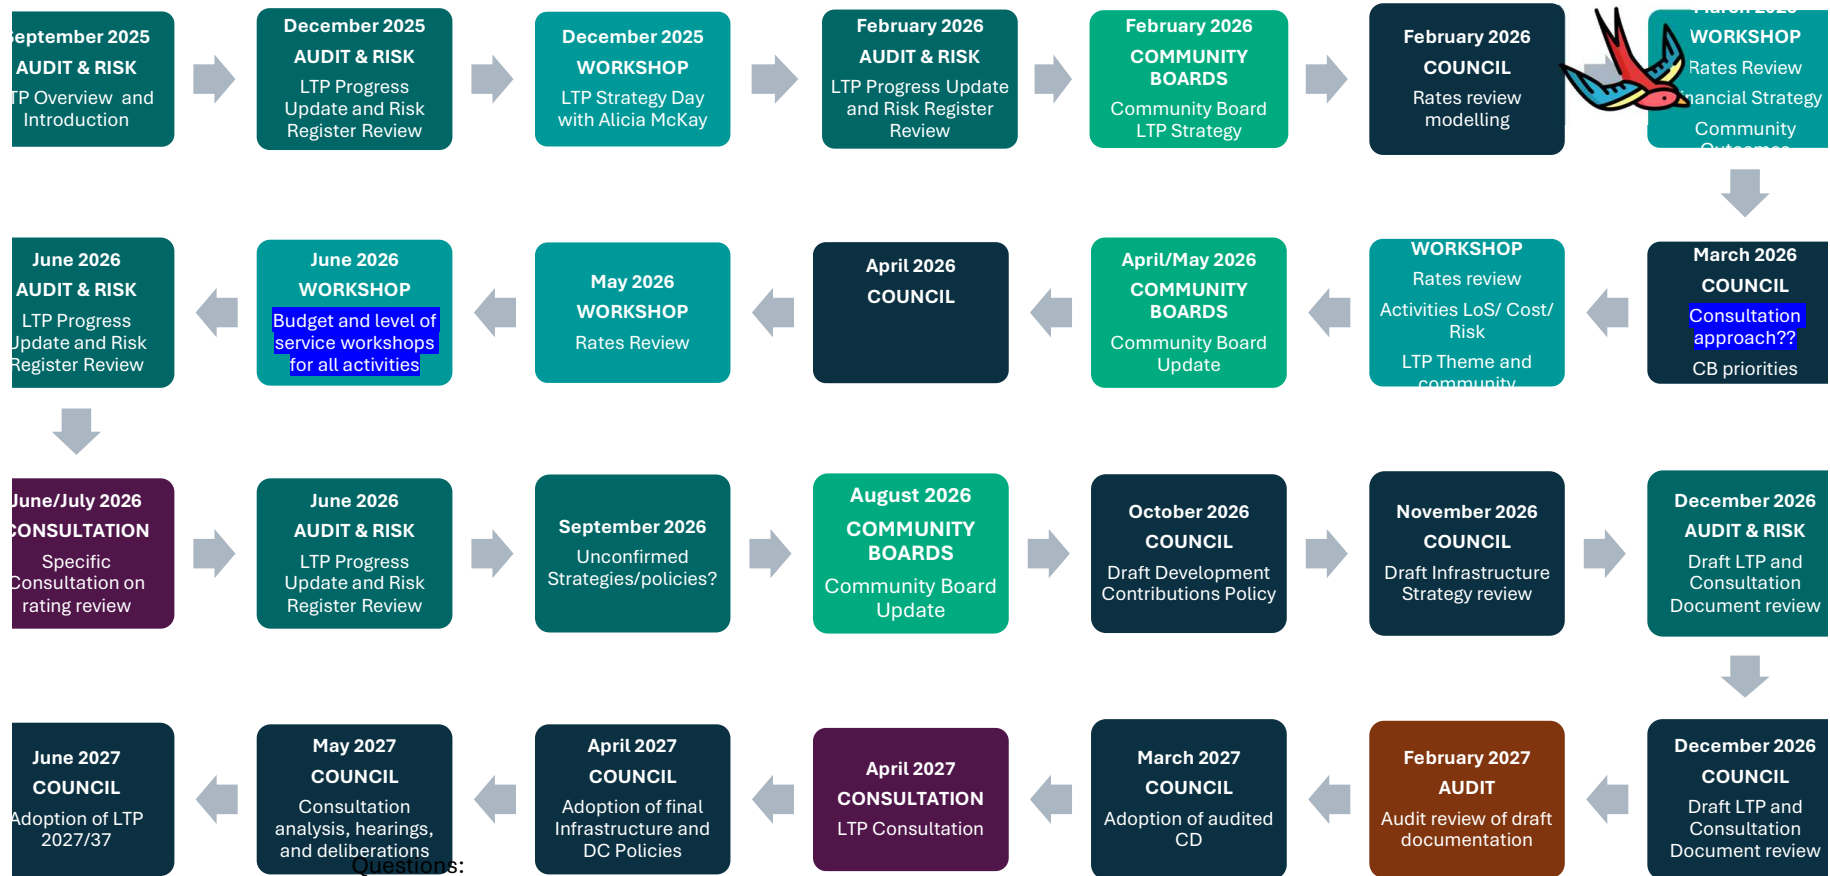 September 2025
AUDIT & RISK
LTP Overview and
Introduction
December 2025
AUDIT & RISK
LTP Progress
Update and Risk
Register Review
December 2025
WORKSHOP
LTP Strategy Day
with Alicia McKay
February 2026
AUDIT & RISK
LTP Progress Update
and Risk Register
Review
February 2026
COMMUNITY
BOARDS
Community Board
LTP Strategy
February 2026
COUNCIL
Rates review
modelling
March 2026
WORKSHOP
Rates Review
Financial Strategy
Community
Outcomes
March 2026
COUNCIL
Consultation
approach??
CB priorities
WORKSHOP
Rates review
Activities LoS/ Cost/
Risk
LTP Theme and
community
April/May 2026
COMMUNITY
BOARDS
Community Board
Update
April 2026
COUNCIL
May 2026
WORKSHOP
Rates Review
June 2026
WORKSHOP
Budget and level of
service workshops
for all activities
June 2026
AUDIT & RISK
LTP Progress
Update and Risk
Register Review
June/July 2026
CONSULTATION
Specific
Consultation on
rating review
June 2026
AUDIT & RISK
LTP Progress
Update and Risk
Register Review
September 2026
Unconfirmed
Strategies/policies?
August 2026
COMMUNITY
BOARDS
Community Board
Update
October 2026
COUNCIL
Draft Development
Contributions Policy
November 2026
COUNCIL
Draft Infrastructure
Strategy review
December 2026
AUDIT & RISK
Draft LTP and
Consultation
Document review
December 2026
COUNCIL
Draft LTP and
Consultation
Document review
February 2027
AUDIT
Audit review of draft
documentation
March 2027
COUNCIL
Adoption of audited
CD
April 2027
CONSULTATION
LTP Consultation
April 2027
COUNCIL
Adoption of final
Infrastructure and
DC Policies
May 2027
COUNCIL
Consultation
analysis, hearings,
and deliberations
June 2027
COUNCIL
Adoption of LTP
2027/37
Questions: